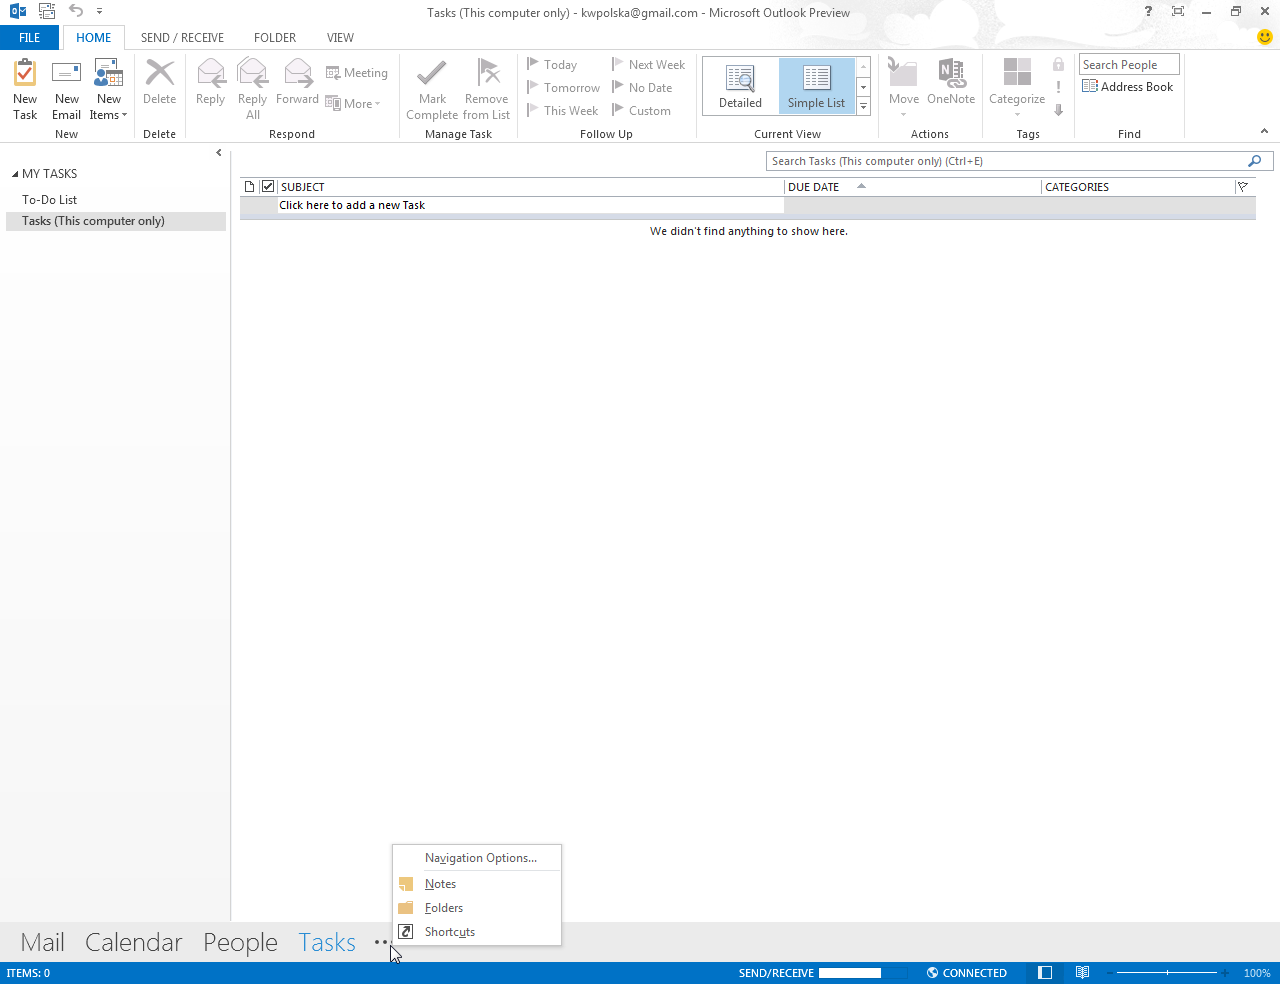 Tasks (This computer only) - kwpolska@gmail.com - Microsoft Outlook Preview
FILE HOME SEND / RECEIVE FOLDER VIEW
New Task
New Email
New Items
New
Delete
Delete
Reply
Reply All
Forward
Meeting
More
Respond
Mark Complete
Remove from List
Manage Task
Today
Tomorrow
This Week
Next Week
No Date
Custom
Follow Up
Detailed
Simple List
Current View
Move
OneNote
Actions
Categorize
Tags
Search People
Address Book
Find
MY TASKS
To-Do List
Tasks (This computer only)
Search Tasks (This computer only) (Ctrl+E)
SUBJECT DUE DATE CATEGORIES
Click here to add a new Task
We didn't find anything to show here.
Navigation Options...
Notes
Folders
Shortcuts
Mail Calendar People Tasks •••
ITEMS: 0 SEND/RECEIVE CONNECTED 100%